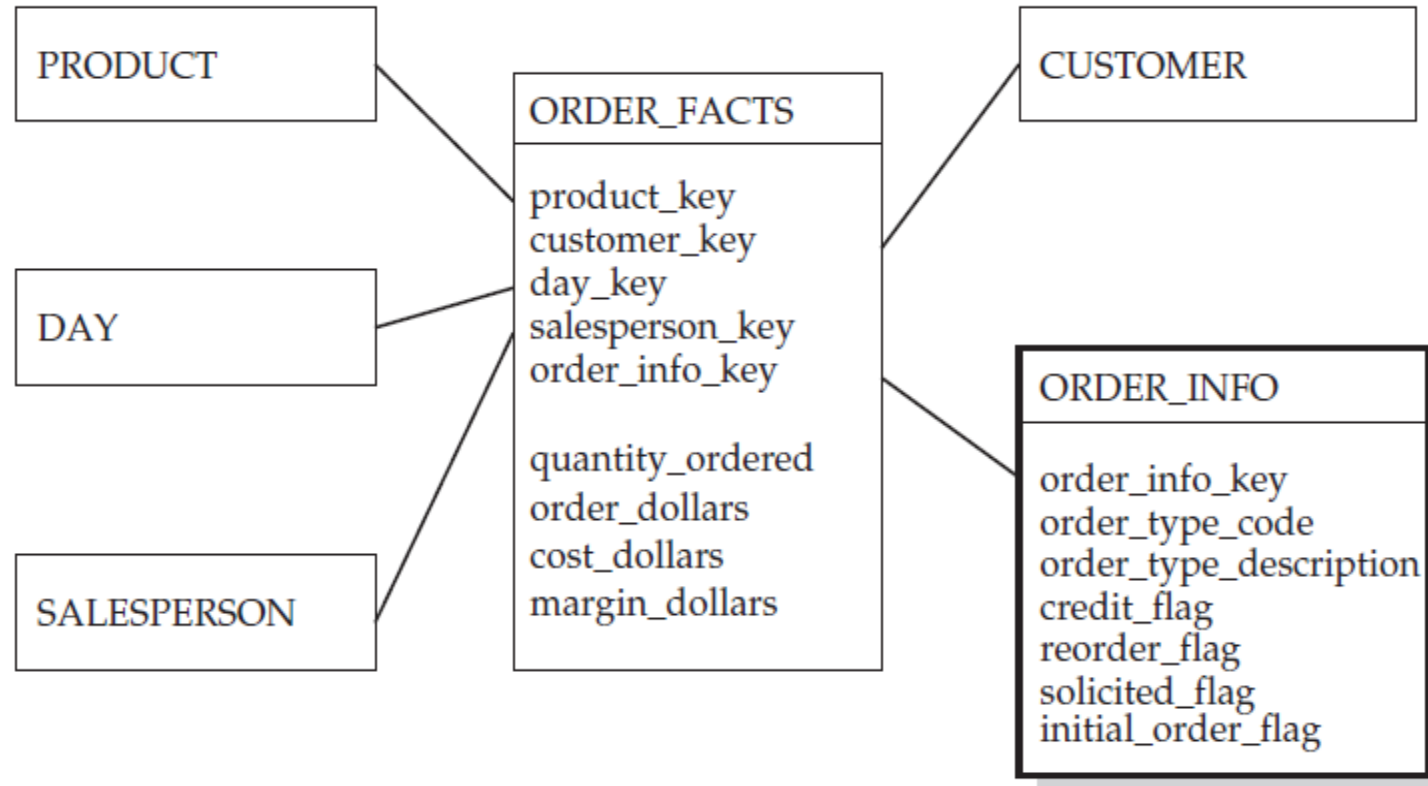 PRODUCT
DAY
SALESPERSON
ORDER_FACTS
product_key
customer_key
day_key
salesperson_key
order_info_key
quantity_ordered
order_dollars
cost_dollars
margin_dollars
CUSTOMER
ORDER_INFO
order_info_key
order_type_code
order_type_description
credit_flag
reorder_flag
solicited_flag
initial_order_flag